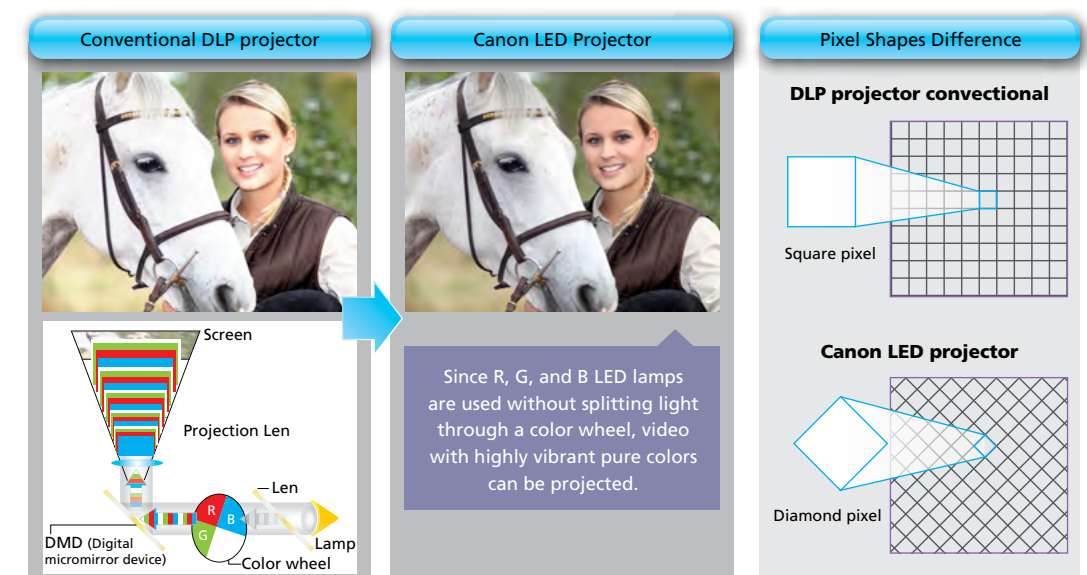 Conventional DLP projector
Screen
Projection Len
Len
R
B
G
DMD (Digital
micromirror device)
Lamp
Color wheel
Canon LED Projector
Since R, G, and B LED lamps
are used without splitting light
through a color wheel, video
with highly vibrant pure colors
can be projected.
Pixel Shapes Difference
DLP projector convectional
Square pixel
Canon LED projector
Diamond pixel